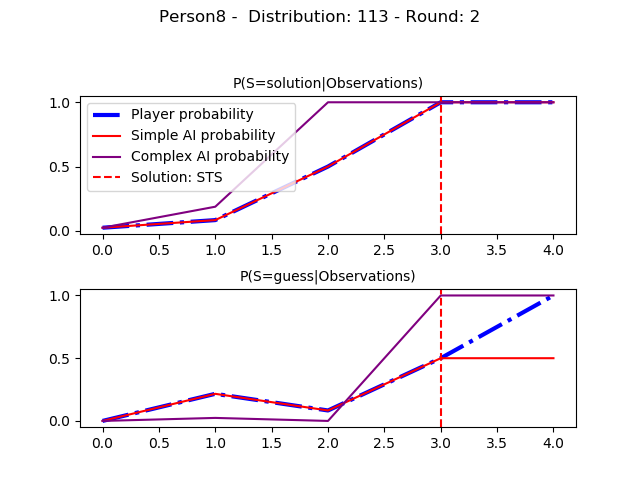 Person8 -  Distribution: 113 - Round: 2
P(S=solution|Observations)
1.0
0.5
0.0
Player probability
Simple AI probability
Complex AI probability
Solution: STS
0.0 0.5 1.0 1.5 2.0 2.5 3.0 3.5 4.0
P(S=guess|Observations)
1.0
0.5
0.0
0.0 0.5 1.0 1.5 2.0 2.5 3.0 3.5 4.0